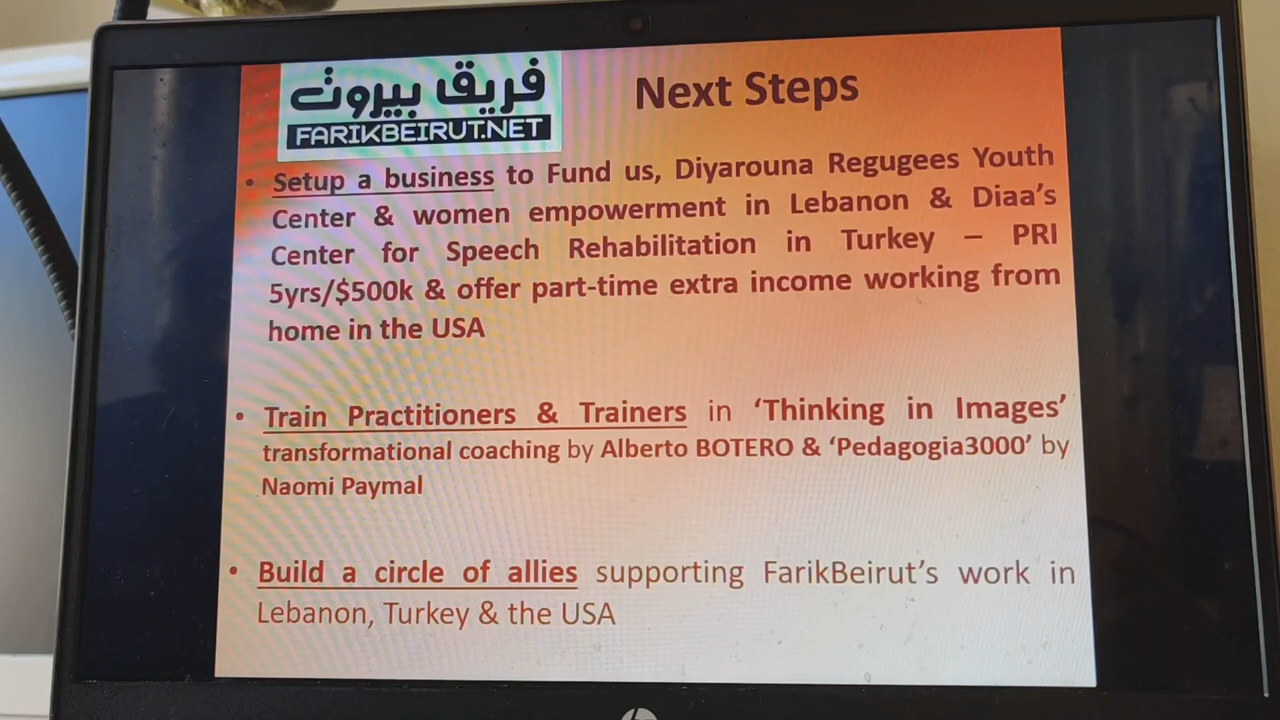 فريق بيروت
FARIKBEIRUT.NET
Next Steps
• Setup a business to Fund us, Diyarouna Regugees Youth
Center & women empowerment in Lebanon & Diaa’s
Center for Speech Rehabilitation in Turkey – PRI
5yrs/$500k & offer part-time extra income working from
home in the USA
• Train Practitioners & Trainers in ‘Thinking in Images’
transformational coaching by Alberto BOTERO & ‘Pedagogia3000’ by
Naomi Paymal
• Build a circle of allies supporting FarikBeirut’s work in
Lebanon, Turkey & the USA
hp